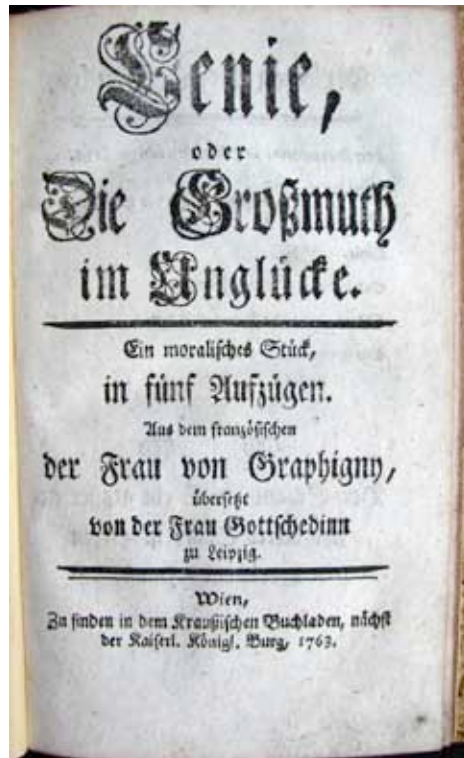 Cenie,
oder
Die Großmuth
im Unglücke.
Ein moralisches Stück,
in fünf Aufzügen.
Aus dem französischen
der Frau von Graphigny,
übersetzt
von der Frau Gottschedinn
zu Leipzig.
Wien,
Zu finden in dem Kraußischen Buchladen, nächst
der Kaiserl. Königl. Burg, 1763.